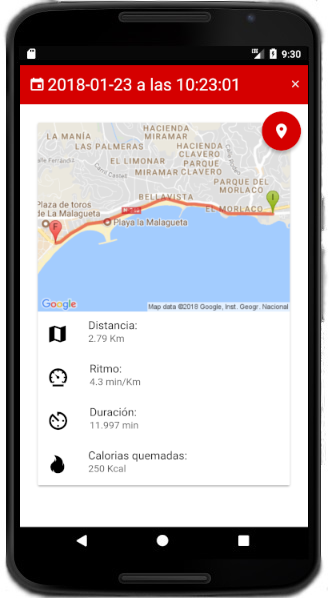 9:30
2018-01-23 a las 10:23:01
×
LA MANÍA
HACIENDA
MIRAMAR
LAS PALMERAS
HACIENDA
CLAVERO
Calle Ferrándiz
EL LIMONAR
PARQUE
MIRAMAR CLAVERO
PARQUE DEL
MORLACO
BELLAVISTA
Plaza de toros
de La Malagueta
EL MORLACO
I
F
Playa la Malagueta
Google
Map data ©2018 Google, Inst. Geogr. Nacional
Distancia:
2.79 Km
Ritmo:
4.3 min/Km
Duración:
11.997 min
Calorias quemadas:
250 Kcal